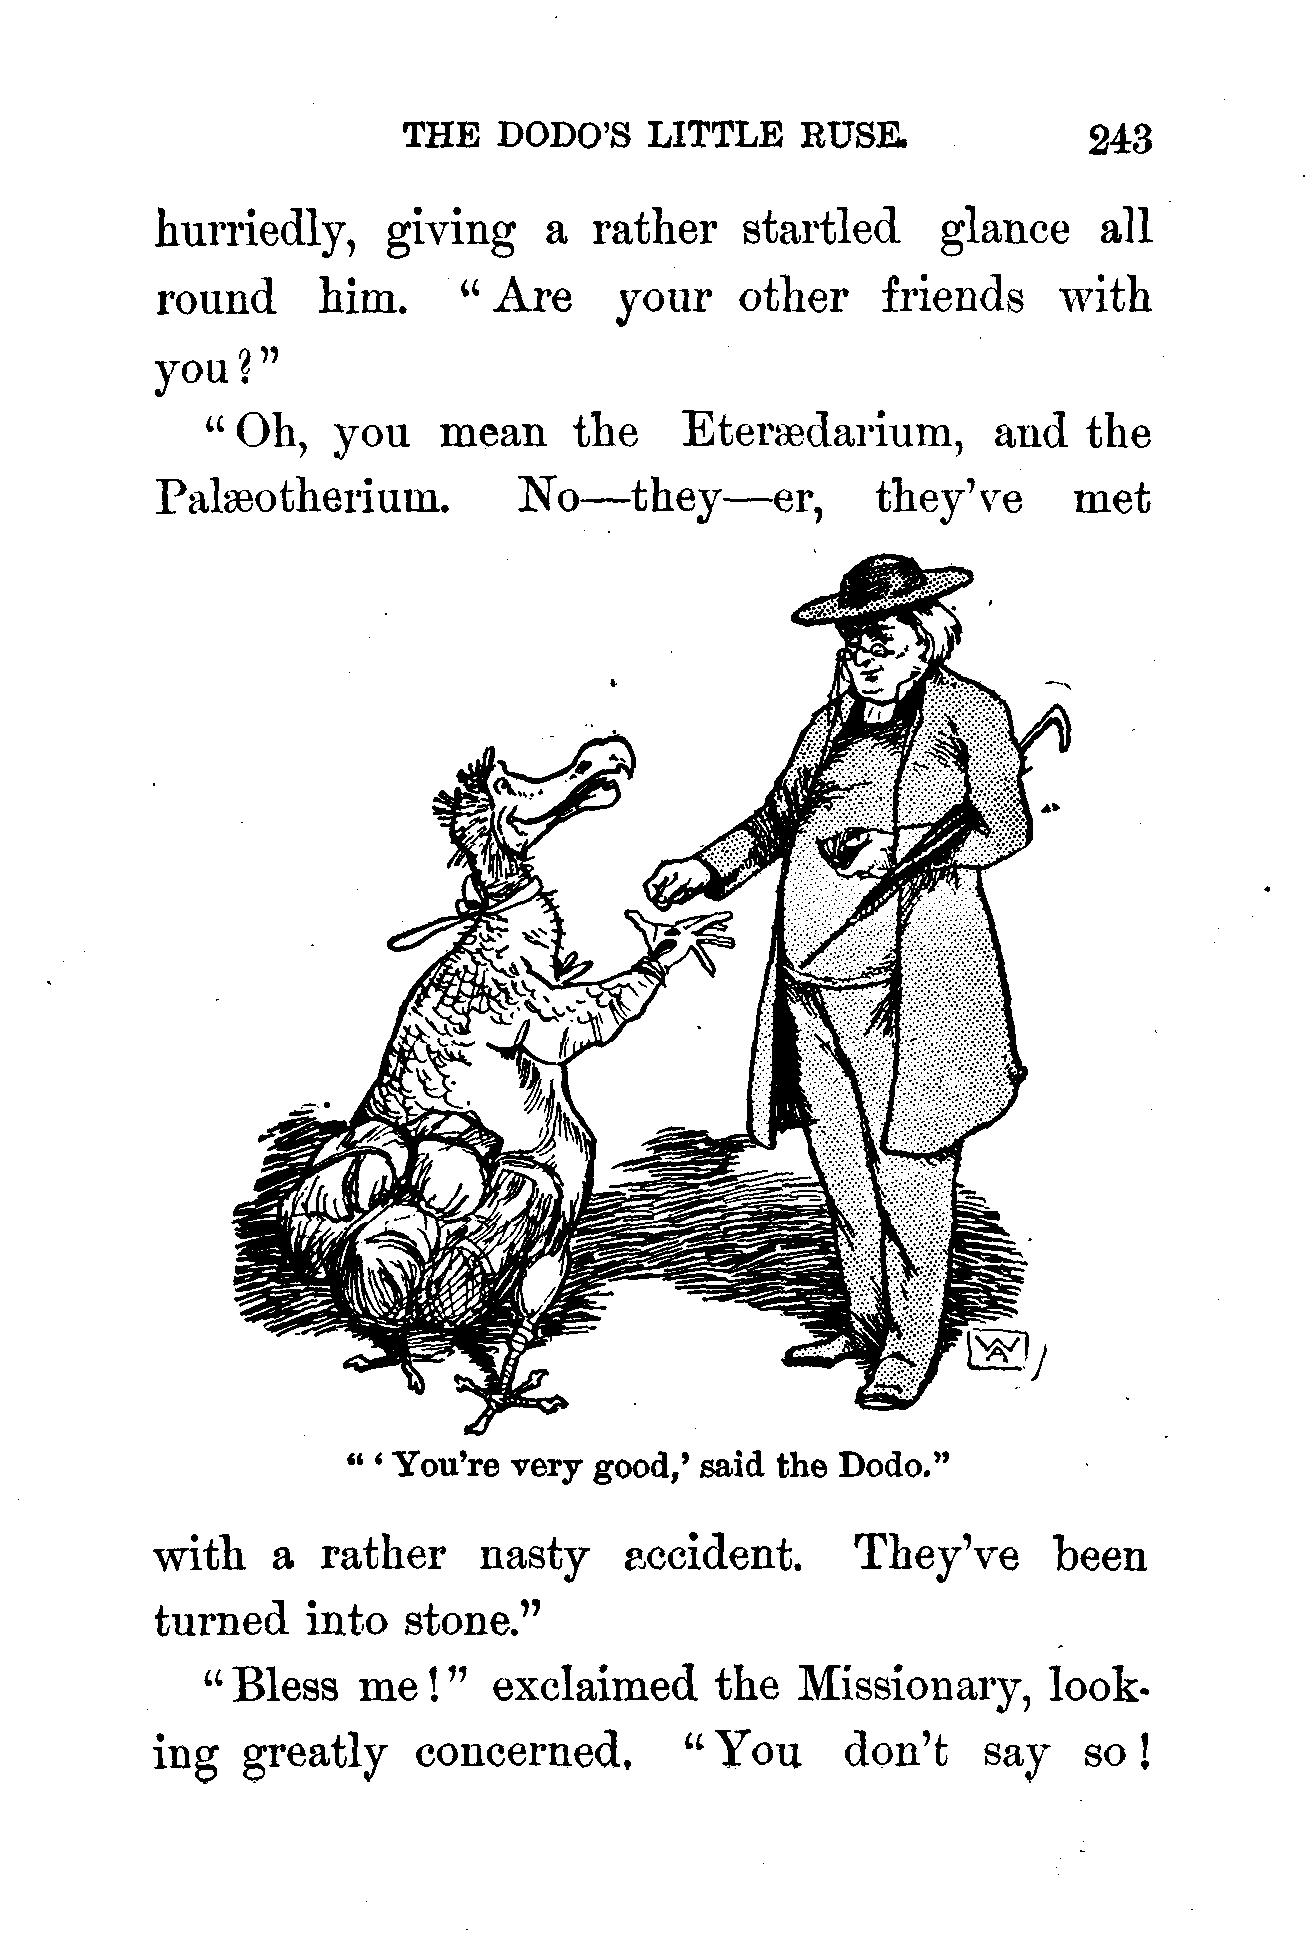 THE DODO'S LITTLE RUSE. 243
hurriedly, giving a rather startled glance all
round him. “Are your other friends with
you?”
“Oh, you mean the Eterædarium, and the
Palæotherium. No—they—er, they've met
WA
“‘You're very good,’ said the Dodo.”
with a rather nasty accident. They've been
turned into stone.”
“Bless me!” exclaimed the Missionary, look-
ing greatly concerned. “You don't say so!